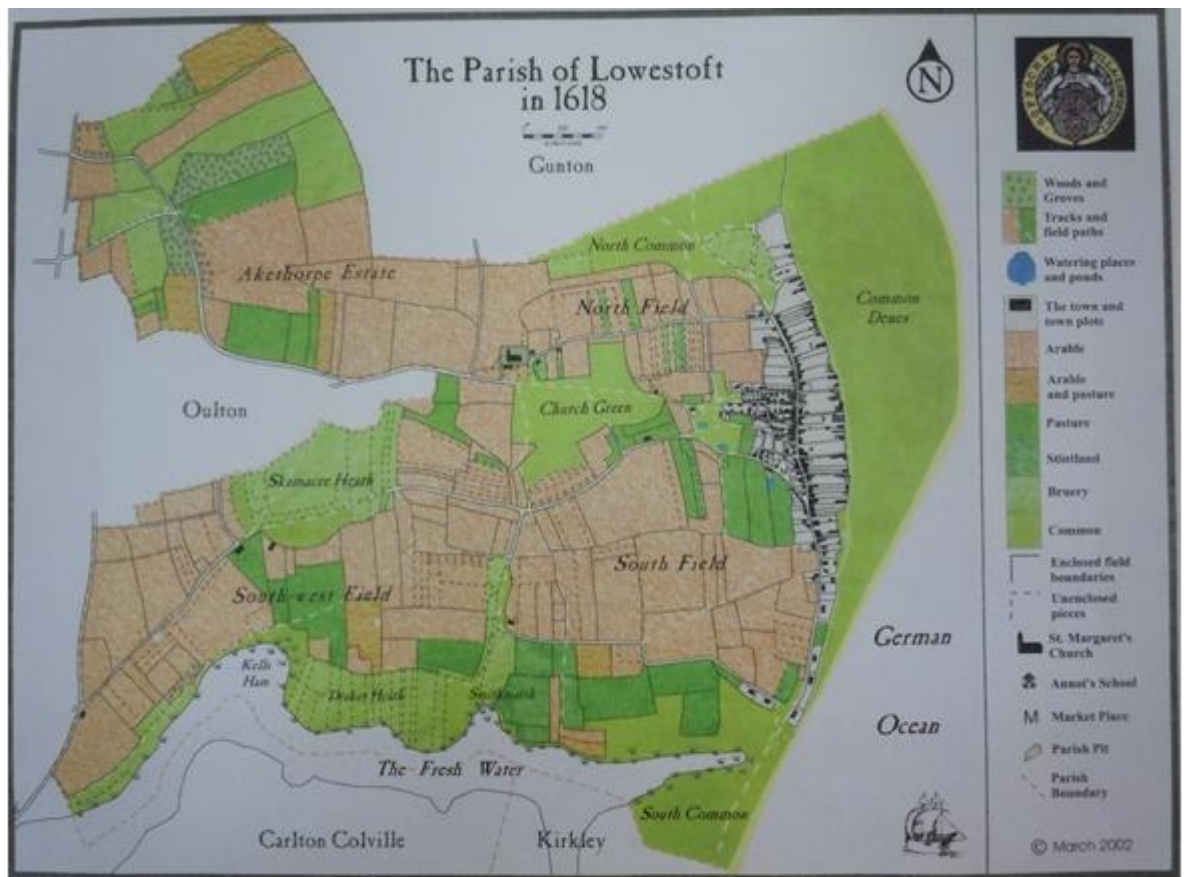 The Parish of Lowestoft
in 1618
N
Gunton
North Common
Akethorpe Estate
North Field
Common
Denes
Oulton
Church Green
Skamacre Heath
South Field
South-west Field
German
Ocean
Kells
Ham
Drakes Heath
Smithmarsh
The Fresh Water
South Common
Carlton Colville
Kirkley
Woods and
Groves
Tracks and
field paths
Watering places
and ponds
The town and
town plots
Arable
Arable
and pasture
Pasture
Stintland
Bruery
Common
Enclosed field
boundaries
Unenclosed
pieces
St. Margaret's
Church
Annot's School
M Market Place
Parish Pit
Parish
Boundary
© March 2002